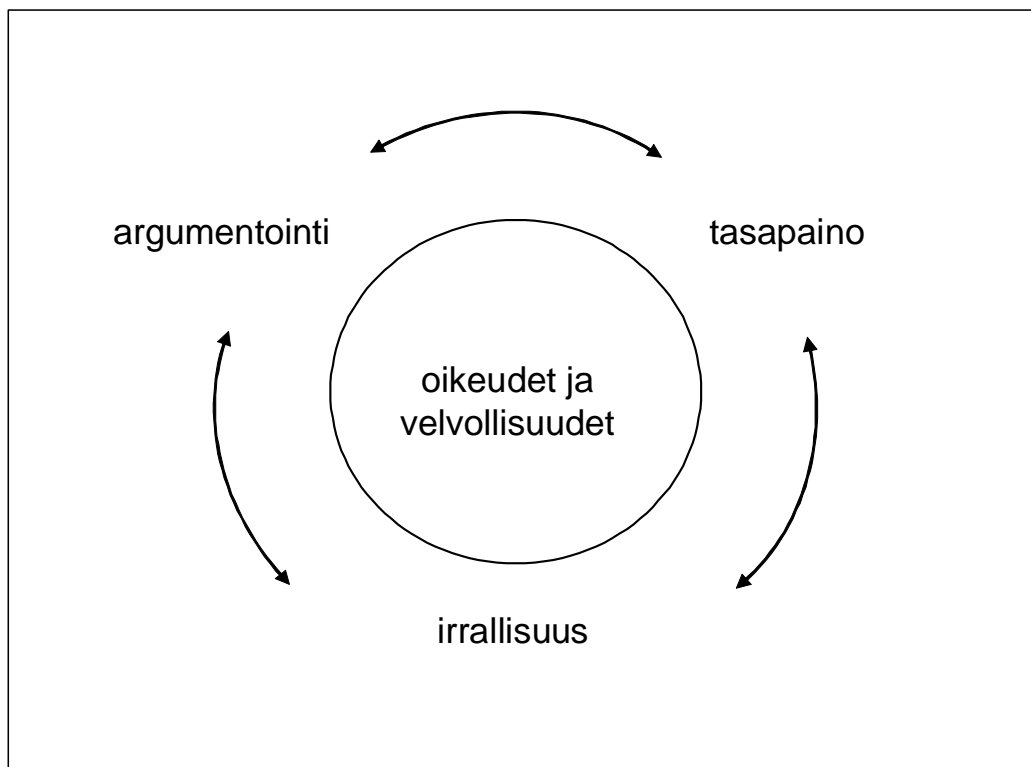 argumentointi
tasapaino
oikeudet ja
velvollisuudet
irrallisuus